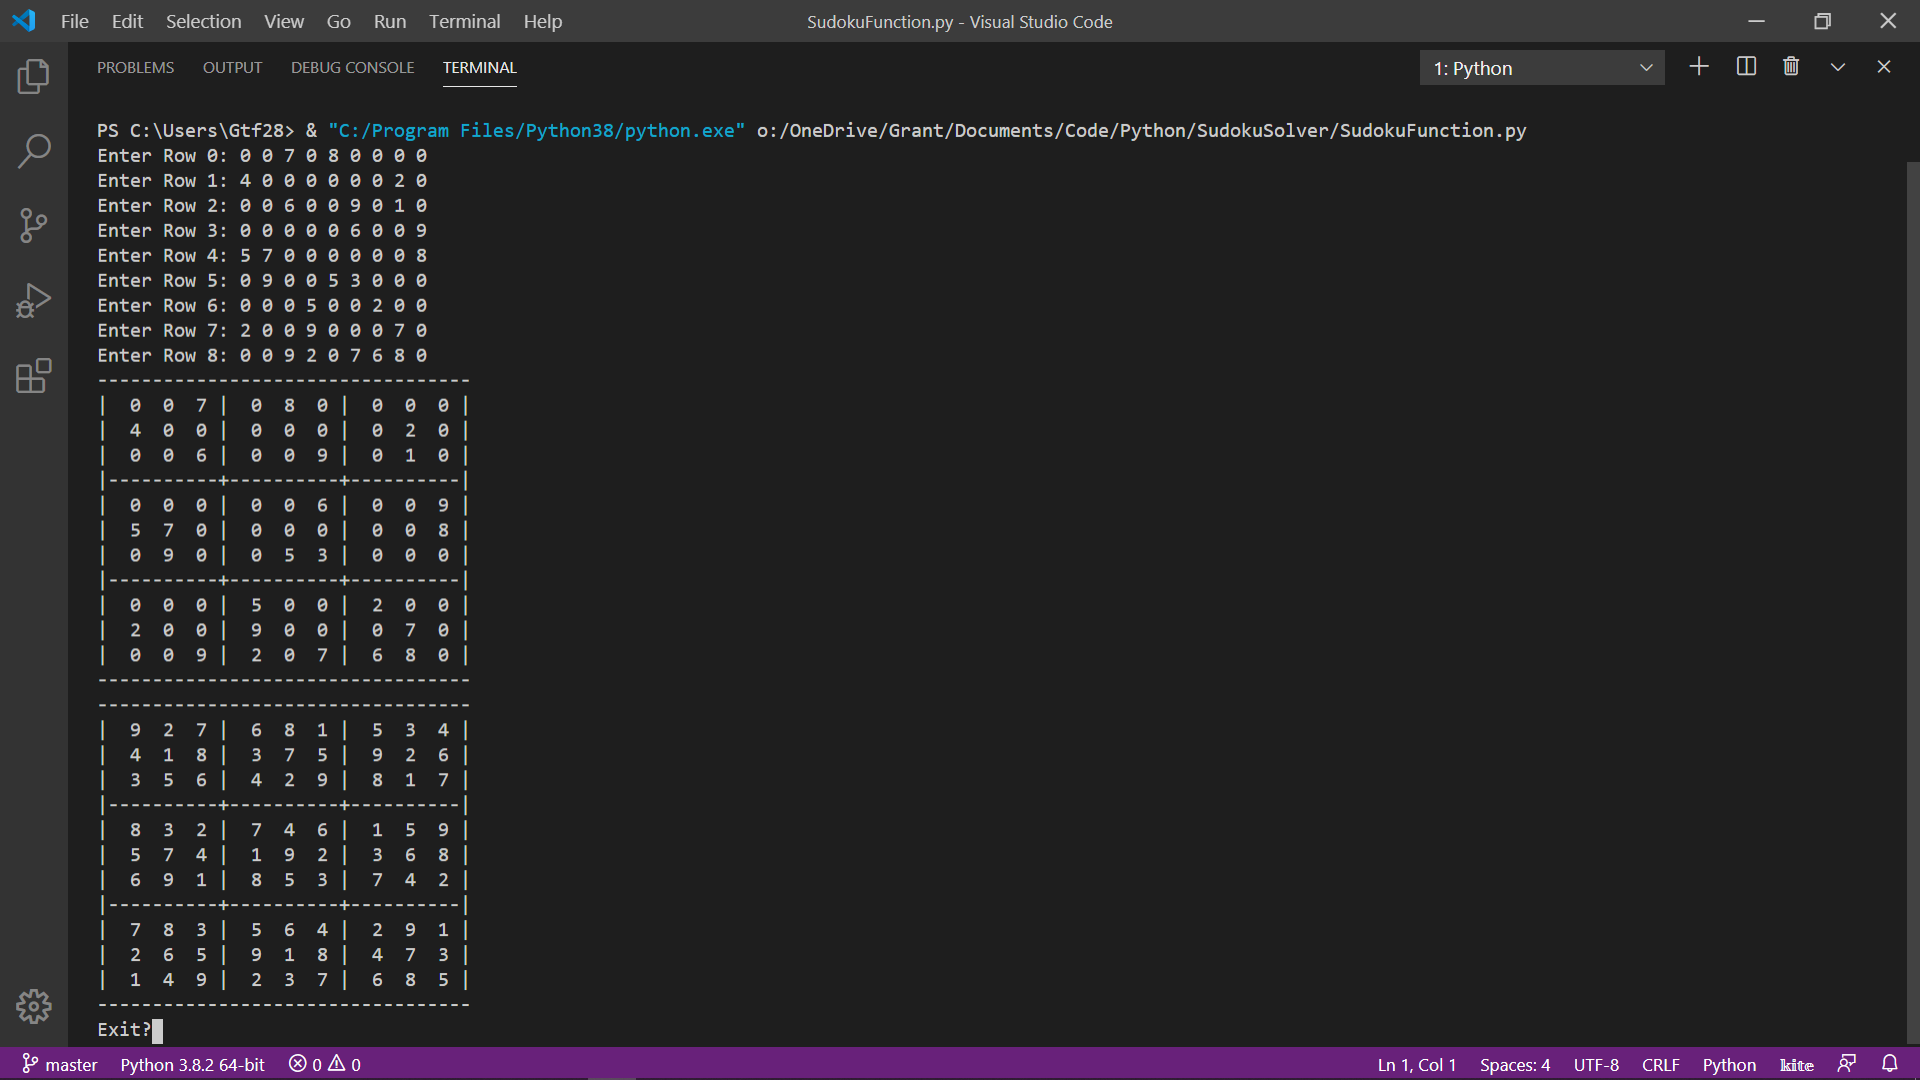 File Edit Selection View Go Run Terminal Help SudokuFunction.py - Visual Studio Code
PROBLEMS OUTPUT DEBUG CONSOLE TERMINAL 1: Python
PS C:\Users\Gtf28> & "C:/Program Files/Python38/python.exe" o:/OneDrive/Grant/Documents/Code/Python/SudokuSolver/SudokuFunction.py
Enter Row 0: 0 0 7 0 8 0 0 0 0
Enter Row 1: 4 0 0 0 0 0 0 2 0
Enter Row 2: 0 0 6 0 0 9 0 1 0
Enter Row 3: 0 0 0 0 0 6 0 0 9
Enter Row 4: 5 7 0 0 0 0 0 0 8
Enter Row 5: 0 9 0 0 5 3 0 0 0
Enter Row 6: 0 0 0 5 0 0 2 0 0
Enter Row 7: 2 0 0 9 0 0 0 7 0
Enter Row 8: 0 0 9 2 0 7 6 8 0
----------------------------------
|  0  0  7 |  0  8  0 |  0  0  0 |
|  4  0  0 |  0  0  0 |  0  2  0 |
|  0  0  6 |  0  0  9 |  0  1  0 |
|----------+----------+----------|
|  0  0  0 |  0  0  6 |  0  0  9 |
|  5  7  0 |  0  0  0 |  0  0  8 |
|  0  9  0 |  0  5  3 |  0  0  0 |
|----------+----------+----------|
|  0  0  0 |  5  0  0 |  2  0  0 |
|  2  0  0 |  9  0  0 |  0  7  0 |
|  0  0  9 |  2  0  7 |  6  8  0 |
----------------------------------
----------------------------------
|  9  2  7 |  6  8  1 |  5  3  4 |
|  4  1  8 |  3  7  5 |  9  2  6 |
|  3  5  6 |  4  2  9 |  8  1  7 |
|----------+----------+----------|
|  8  3  2 |  7  4  6 |  1  5  9 |
|  5  7  4 |  1  9  2 |  3  6  8 |
|  6  9  1 |  8  5  3 |  7  4  2 |
|----------+----------+----------|
|  7  8  3 |  5  6  4 |  2  9  1 |
|  2  6  5 |  9  1  8 |  4  7  3 |
|  1  4  9 |  2  3  7 |  6  8  5 |
----------------------------------
Exit?
master Python 3.8.2 64-bit 0 0 Ln 1, Col 1 Spaces: 4 UTF-8 CRLF Python kite